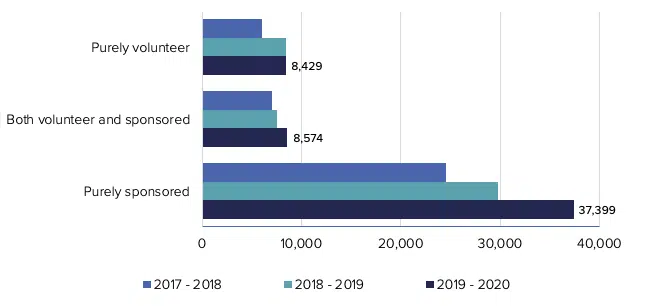 Purely volunteer
8,429
Both volunteer and sponsored
8,574
Purely sponsored
37,399
0 10,000 20,000 30,000 40,000
2017 - 2018 2018 - 2019 2019 - 2020